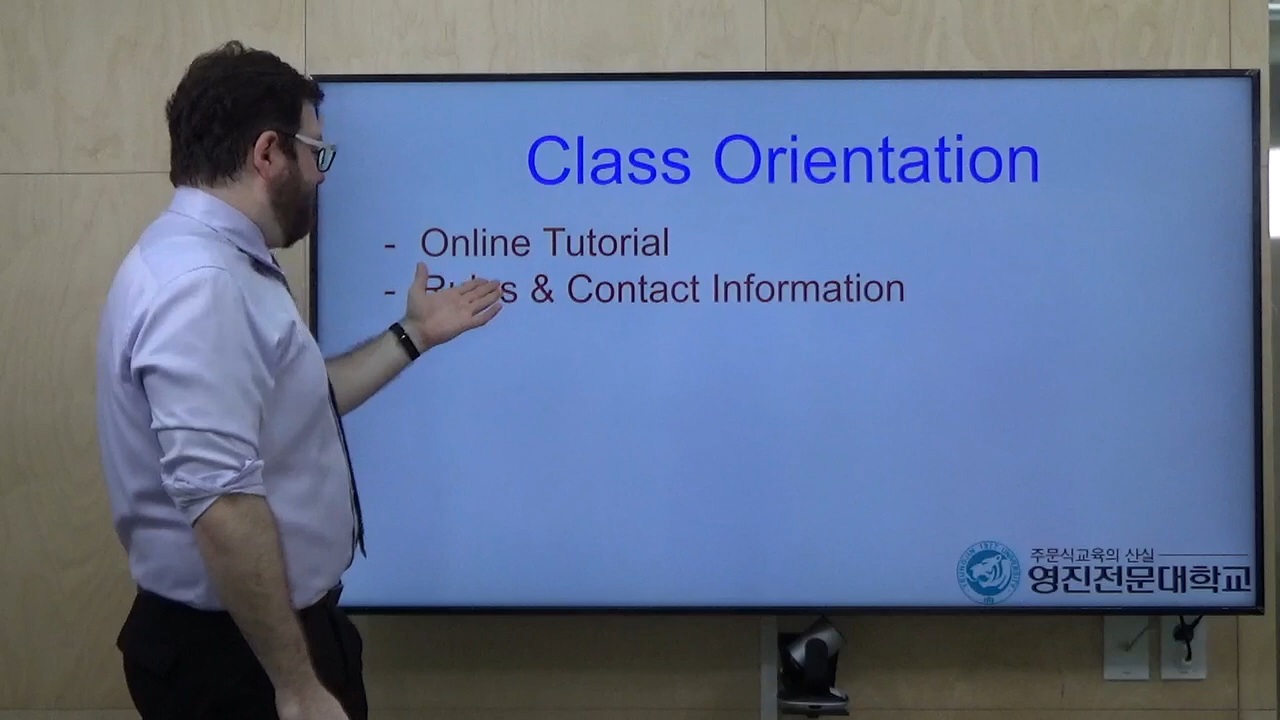 Class Orientation
- Online Tutorial
- Rules & Contact Information
주문식교육의 산실
영진전문대학교